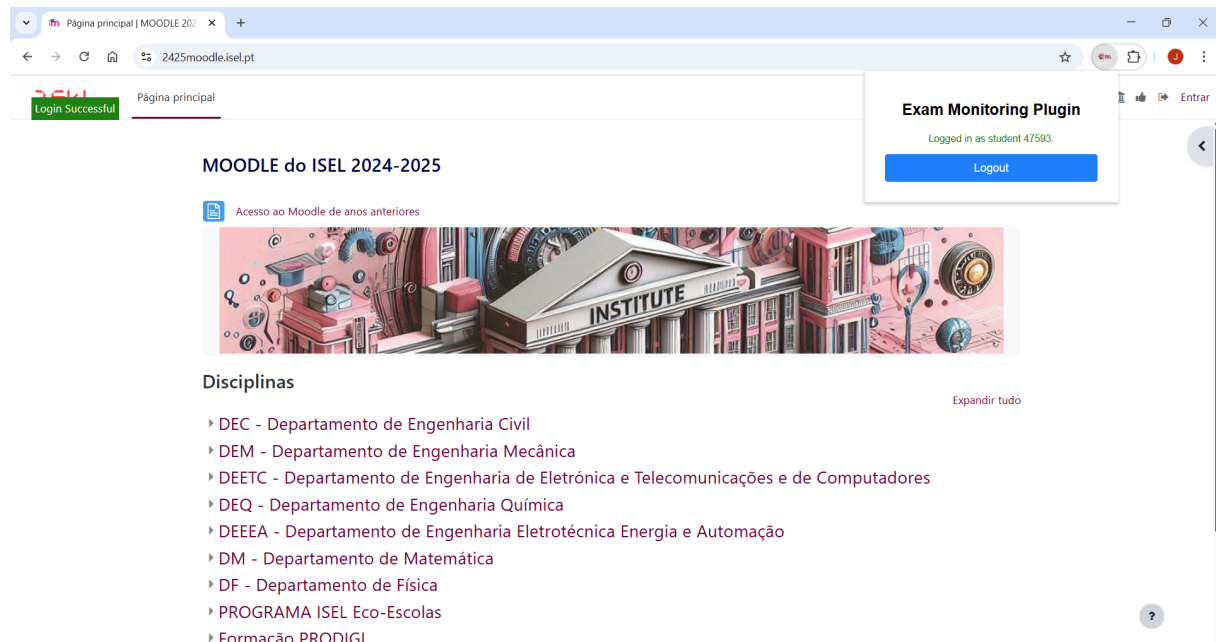 Página principal | MOODLE 202
2425moodle.isel.pt
J
Login Successful
Página principal
Entrar
Exam Monitoring Plugin
Logged in as student 47593.
Logout
MOODLE do ISEL 2024-2025
Acesso ao Moodle de anos anteriores
INSTITUTE
Disciplinas
Expandir tudo
DEC - Departamento de Engenharia Civil
DEM - Departamento de Engenharia Mecânica
DEETC - Departamento de Engenharia de Eletrónica e Telecomunicações e de Computadores
DEQ - Departamento de Engenharia Química
DEEEA - Departamento de Engenharia Eletrotécnica Energia e Automação
DM - Departamento de Matemática
DF - Departamento de Física
PROGRAMA ISEL Eco-Escolas
?
Formação PRODIGI